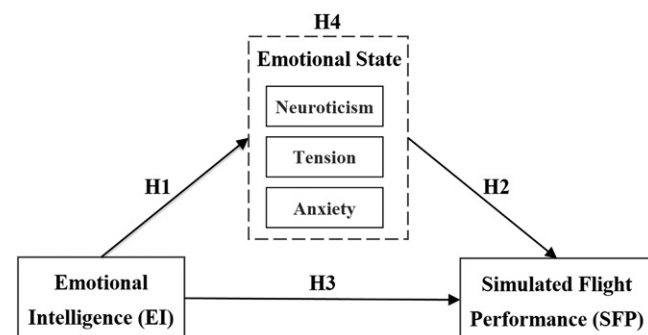 H4
Emotional State
Neuroticism
Tension
Anxiety
H1
H2
H3
Emotional
Intelligence (EI)
Simulated Flight
Performance (SFP)